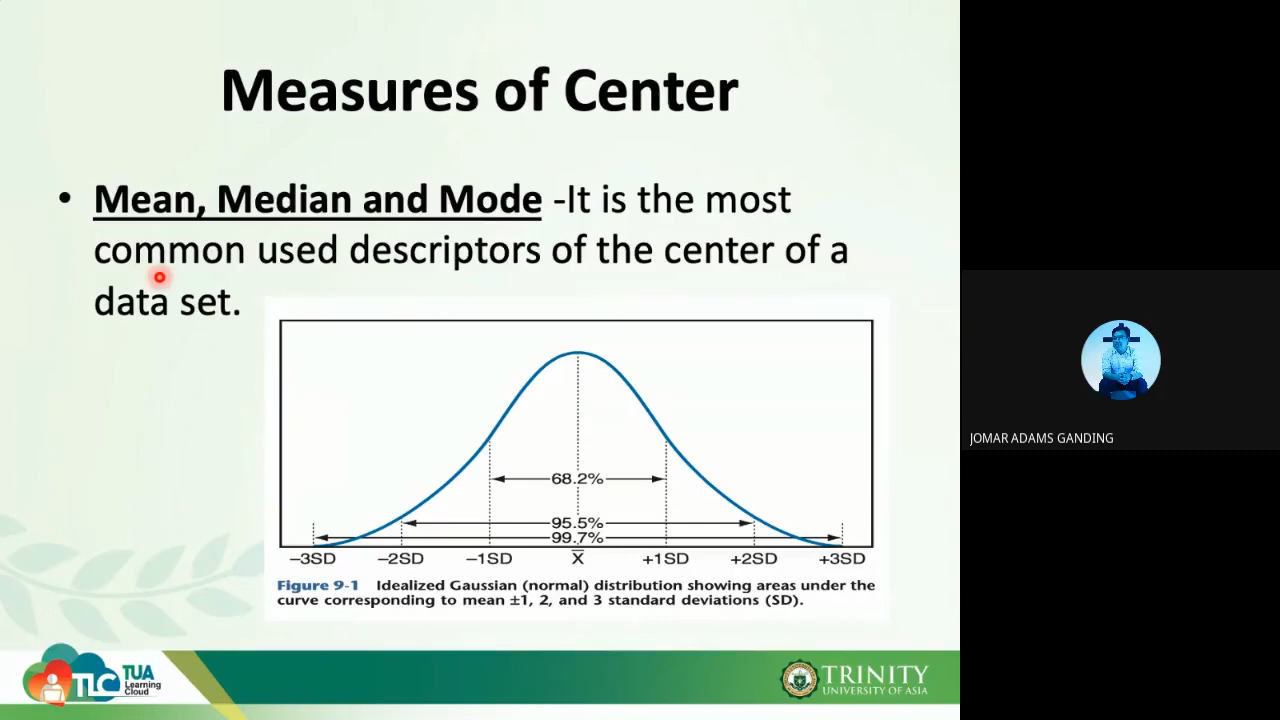 Measures of Center
• Mean, Median and Mode -It is the most
common used descriptors of the center of a
data set.
68.2%
95.5%
99.7%
–3SD –2SD –1SD X̅ +1SD +2SD +3SD
Figure 9-1 Idealized Gaussian (normal) distribution showing areas under the
curve corresponding to mean ±1, 2, and 3 standard deviations (SD).
TLC TUA
Learning
Cloud
TRINITY
UNIVERSITY OF ASIA
JOMAR ADAMS GANDING